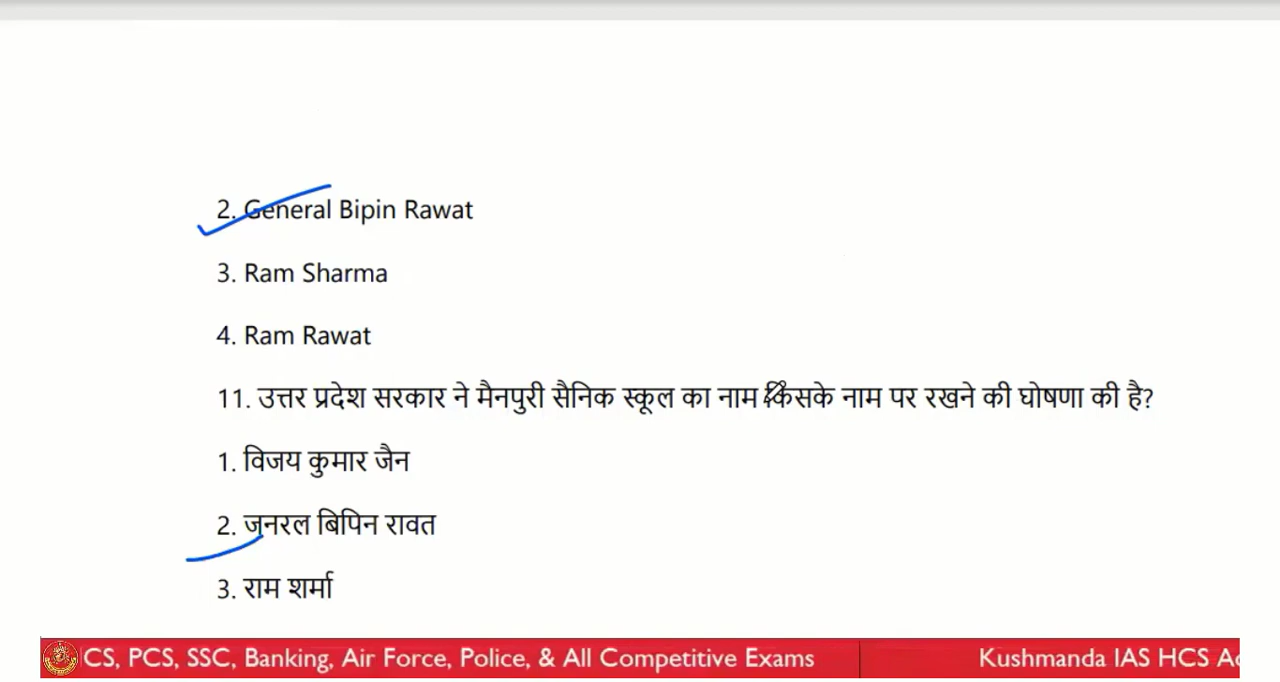 2. General Bipin Rawat
3. Ram Sharma
4. Ram Rawat
11. उत्तर प्रदेश सरकार ने मैनपुरी सैनिक स्कूल का नाम किसके नाम पर रखने की घोषणा की है?
1. विजय कुमार जैन
2. जनरल बिपिन रावत
3. राम शर्मा
CS, PCS, SSC, Banking, Air Force, Police, & All Competitive Exams Kushmanda IAS HCS